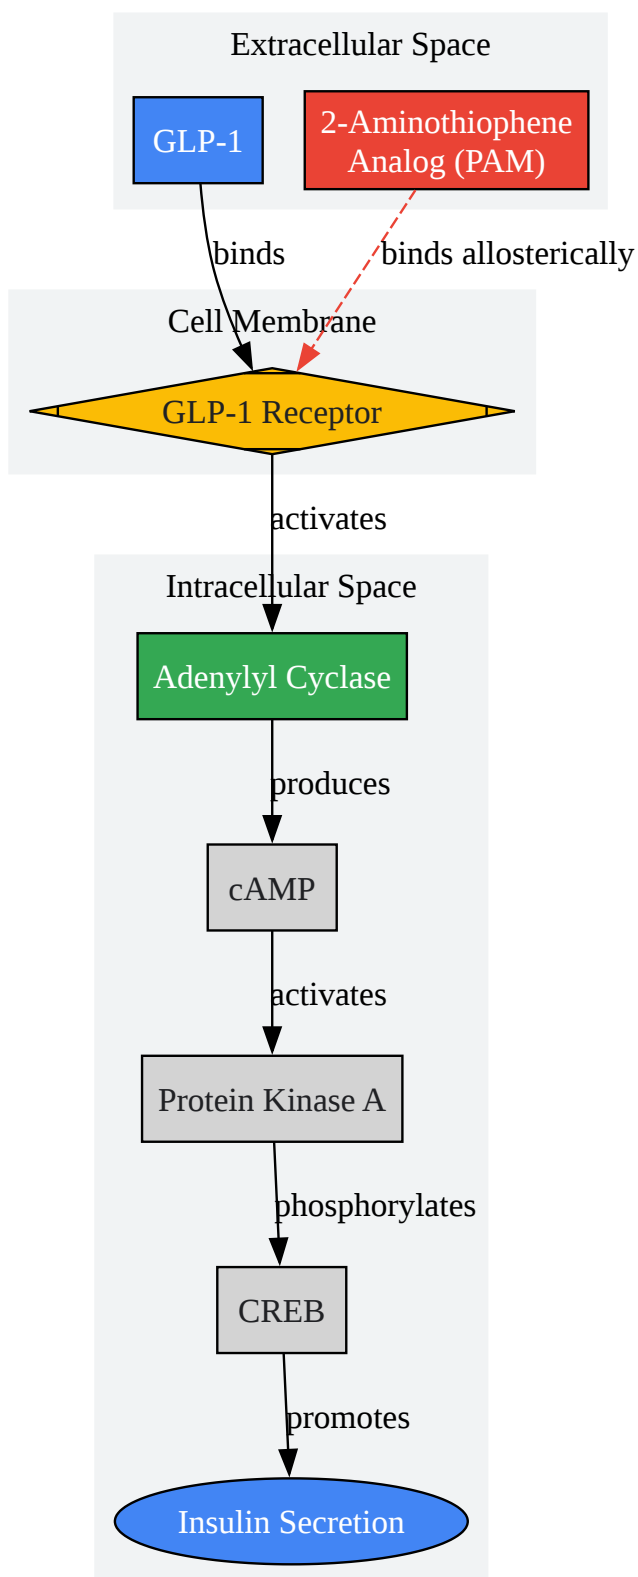 Extracellular Space
GLP-1
2-Aminothiophene
Analog (PAM)
binds
binds allosterically
Cell Membrane
GLP-1 Receptor
activates
Intracellular Space
Adenylyl Cyclase
produces
cAMP
activates
Protein Kinase A
phosphorylates
CREB
promotes
Insulin Secretion